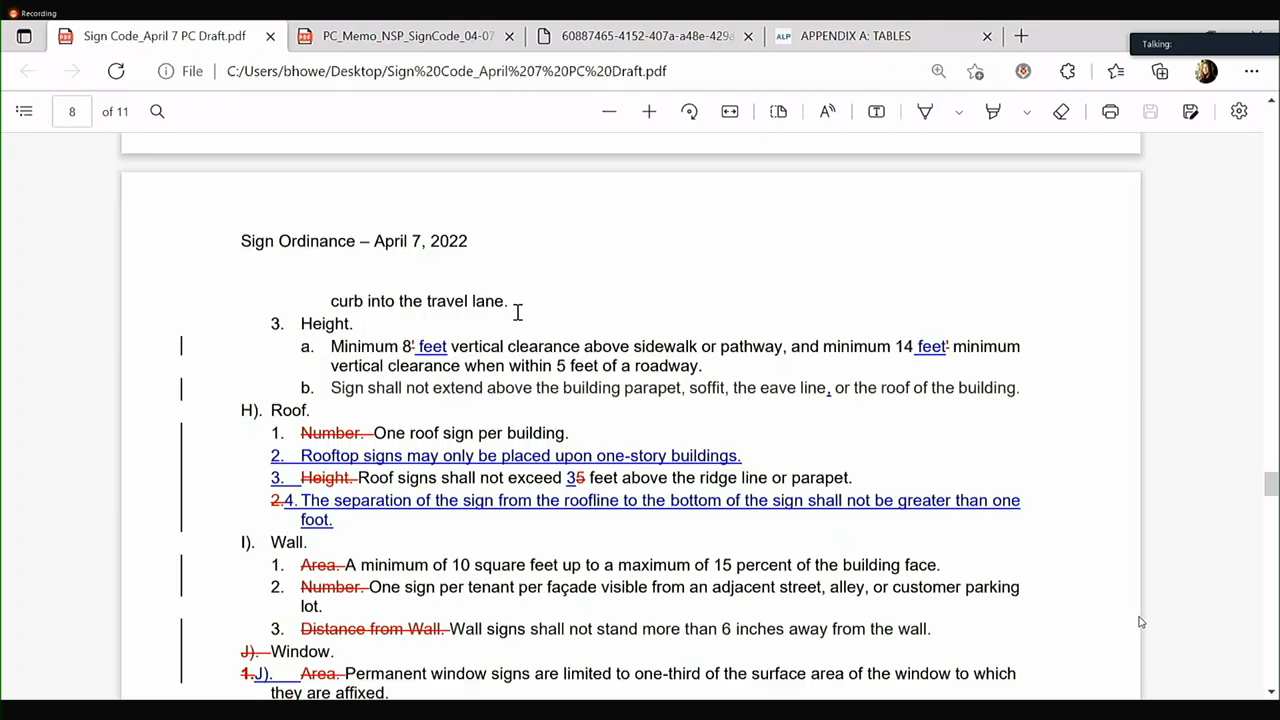 Recording
Sign Code_April 7 PC Draft.pdf
PC_Memo_NSP_SignCode_04-07
60887465-4152-407a-a48e-429a
ALP APPENDIX A: TABLES
Talking:
File C:/Users/bhowe/Desktop/Sign%20Code_April%207%20PC%20Draft.pdf
8 of 11
Sign Ordinance – April 7, 2022
curb into the travel lane.
3. Height.
a. Minimum 8' feet vertical clearance above sidewalk or pathway, and minimum 14 feet' minimum
vertical clearance when within 5 feet of a roadway.
b. Sign shall not extend above the building parapet, soffit, the eave line, or the roof of the building.
H). Roof.
1. Number. One roof sign per building.
2. Rooftop signs may only be placed upon one-story buildings.
3. Height. Roof signs shall not exceed 35 feet above the ridge line or parapet.
2.4. The separation of the sign from the roofline to the bottom of the sign shall not be greater than one
foot.
I). Wall.
1. Area. A minimum of 10 square feet up to a maximum of 15 percent of the building face.
2. Number. One sign per tenant per façade visible from an adjacent street, alley, or customer parking
lot.
3. Distance from Wall. Wall signs shall not stand more than 6 inches away from the wall.
J). Window.
1.J). Area. Permanent window signs are limited to one-third of the surface area of the window to which
they are affixed.